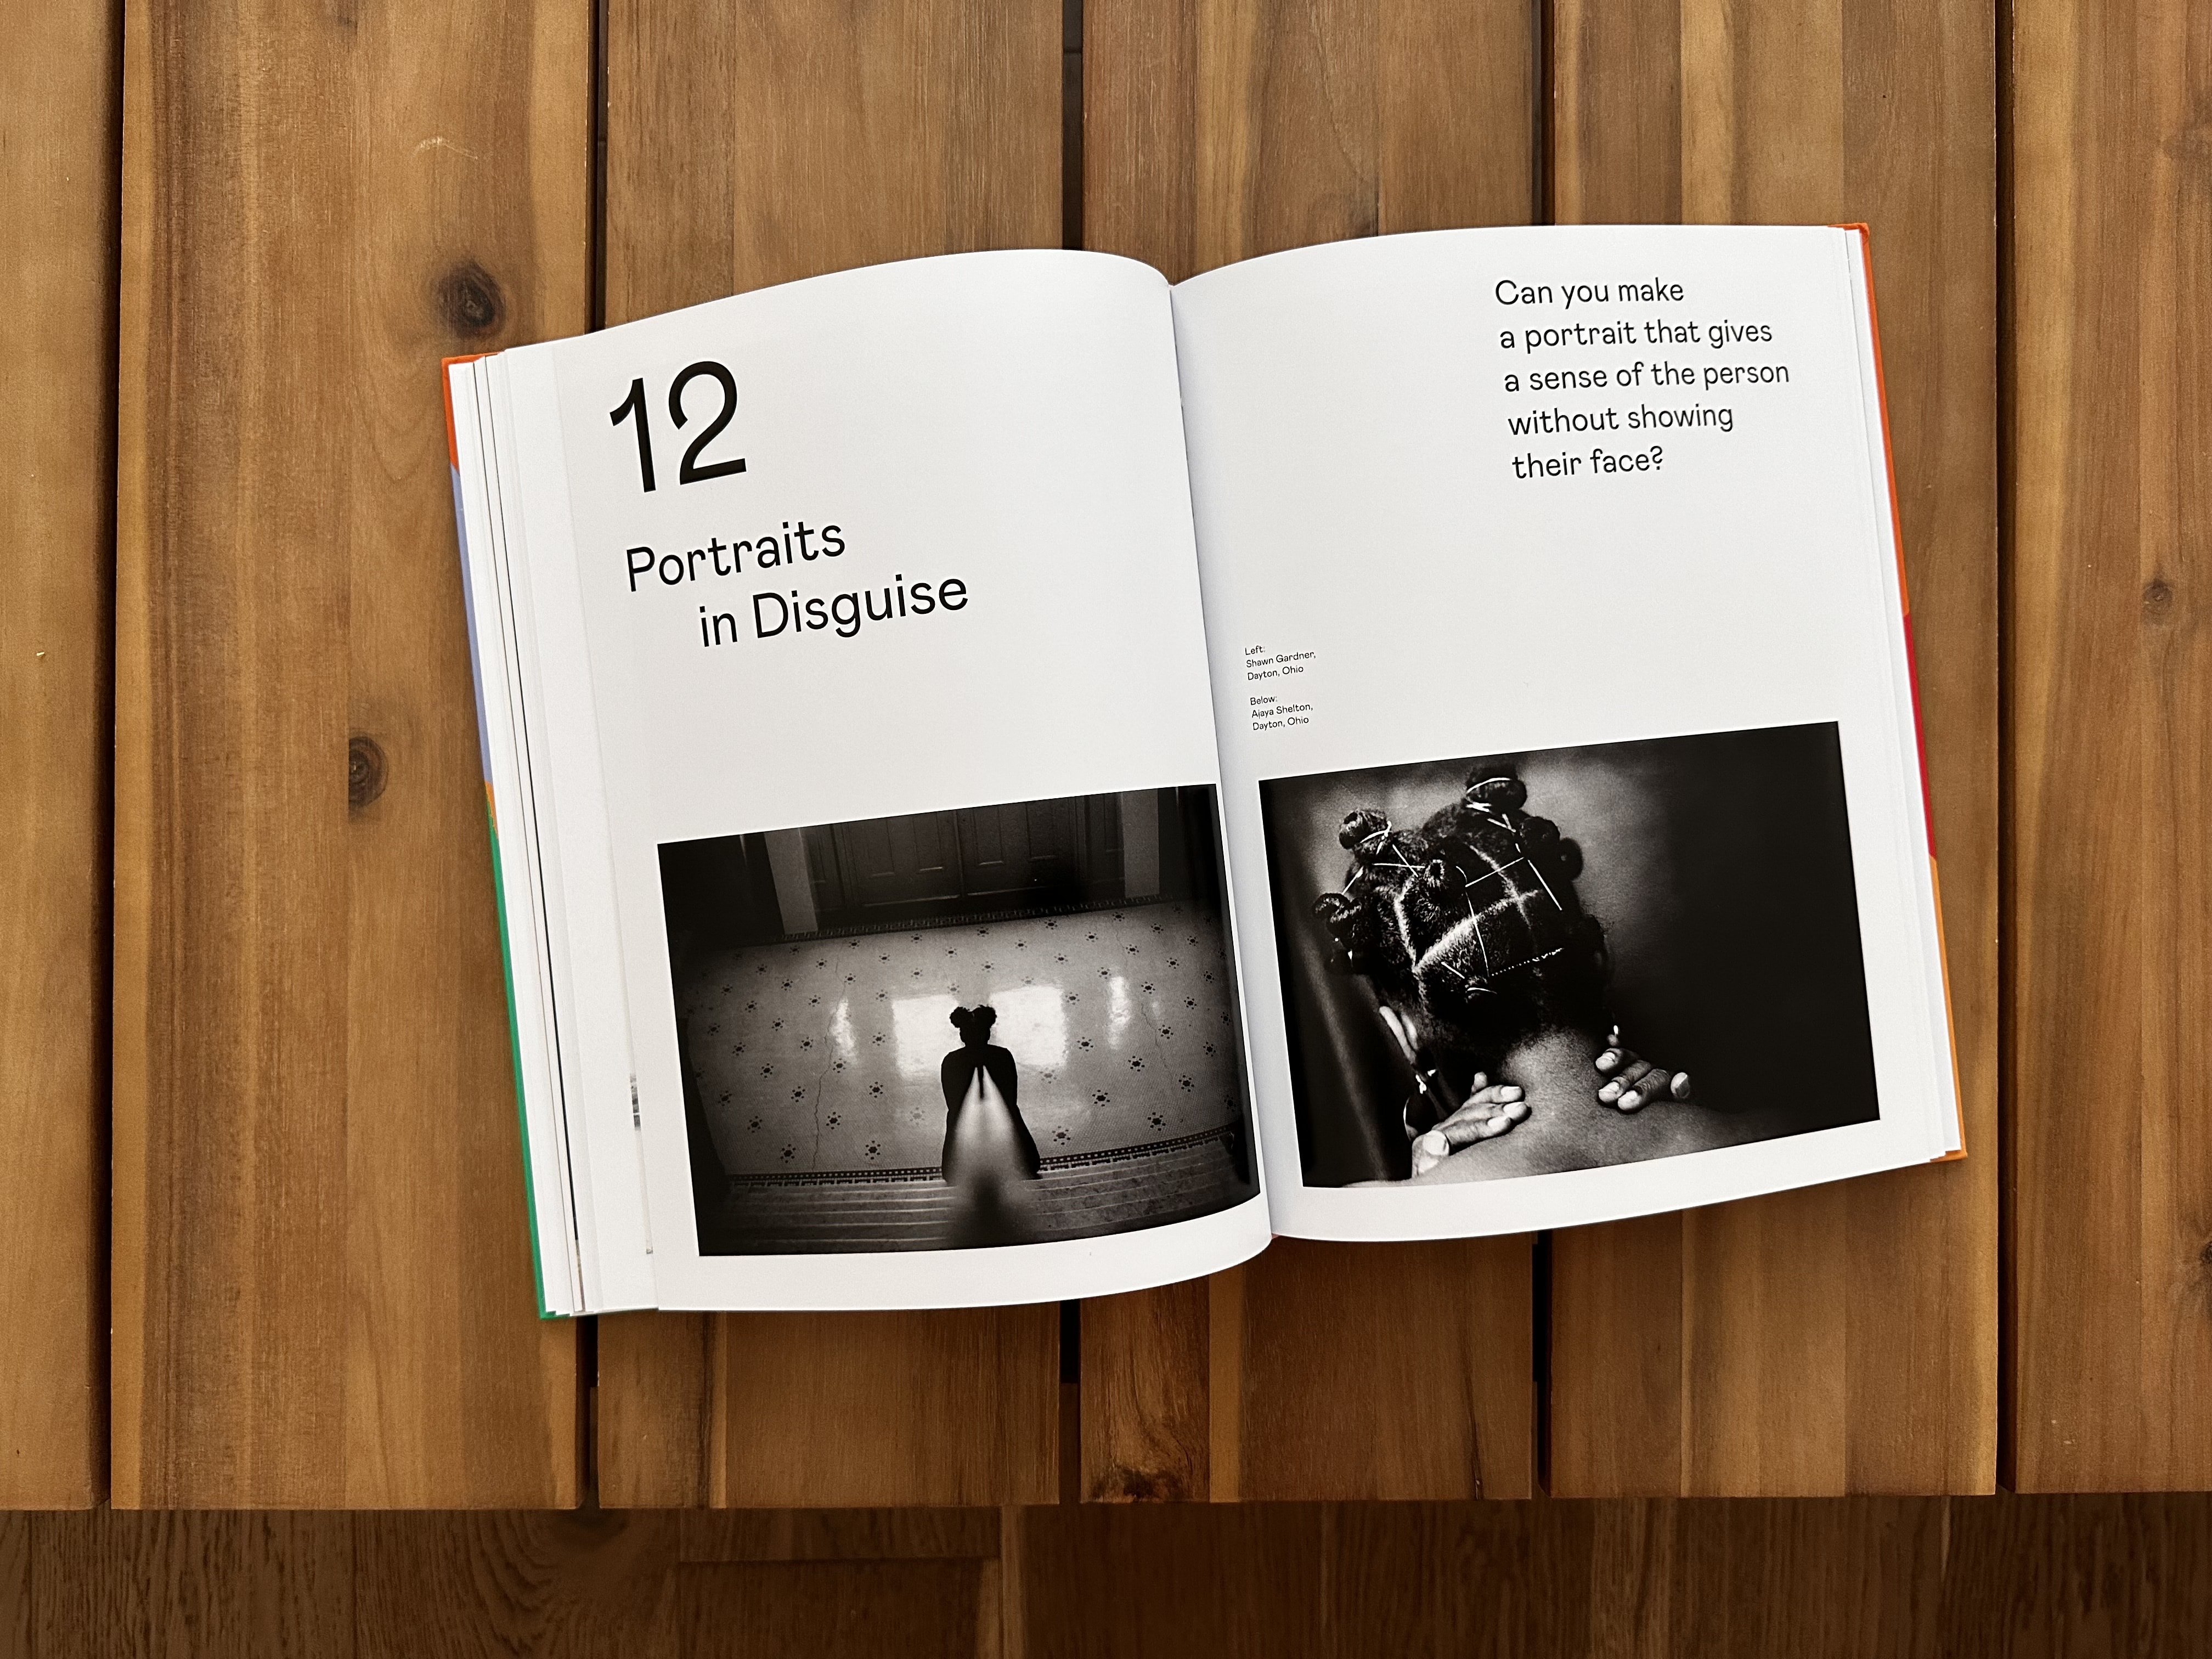 12
Portraits
in Disguise
Can you make
a portrait that gives
a sense of the person
without showing
their face?
Left:
Shawn Gardner,
Dayton, Ohio
Below:
Ajaya Shelton,
Dayton, Ohio